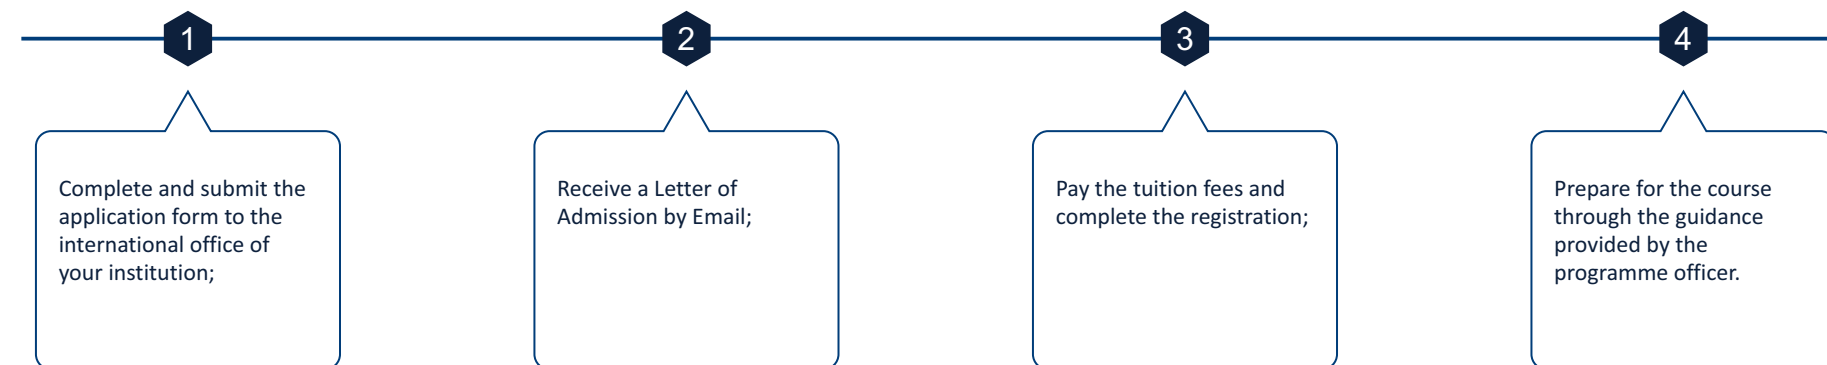 1
2
3
4
Complete and submit the
application form to the
international office of
your institution;
Receive a Letter of
Admission by Email;
Pay the tuition fees and
complete the registration;
Prepare for the course
through the guidance
provided by the
programme officer.